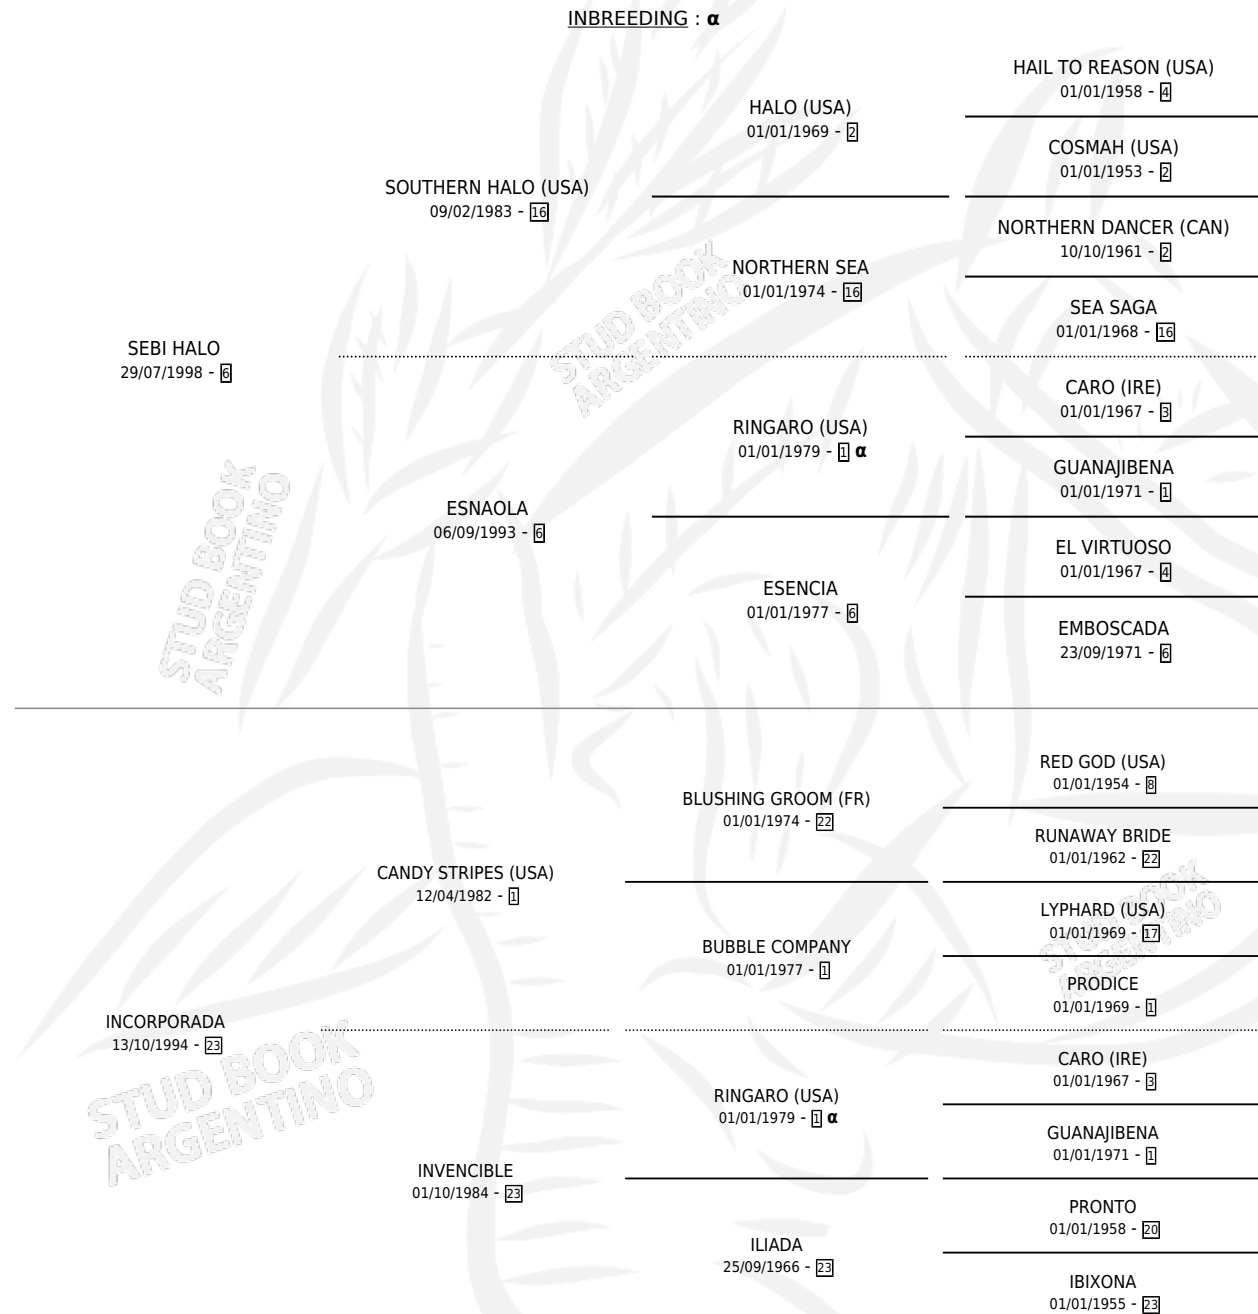 INBREEDING : α
HAIL TO REASON (USA)
01/01/1958 - 4
HALO (USA)
01/01/1969 - 2
COSMAH (USA)
01/01/1953 - 2
SOUTHERN HALO (USA)
09/02/1983 - 16
NORTHERN DANCER (CAN)
10/10/1961 - 2
NORTHERN SEA
01/01/1974 - 16
SEA SAGA
01/01/1968 - 16
SEBI HALO
29/07/1998 - 6
CARO (IRE)
01/01/1967 - 3
RINGARO (USA)
01/01/1979 - 1 α
GUANAJIBENA
01/01/1971 - 1
ESNAOLA
06/09/1993 - 6
EL VIRTUOSO
01/01/1967 - 4
ESENCIA
01/01/1977 - 6
EMBOSCADA
23/09/1971 - 6
RED GOD (USA)
01/01/1954 - 8
BLUSHING GROOM (FR)
01/01/1974 - 22
RUNAWAY BRIDE
01/01/1962 - 22
CANDY STRIPES (USA)
12/04/1982 - 1
LYPHARD (USA)
01/01/1969 - 17
BUBBLE COMPANY
01/01/1977 - 1
PRODICE
01/01/1969 - 1
INCORPORADA
13/10/1994 - 23
CARO (IRE)
01/01/1967 - 3
RINGARO (USA)
01/01/1979 - 1 α
GUANAJIBENA
01/01/1971 - 1
INVENCIBLE
01/10/1984 - 23
PRONTO
01/01/1958 - 20
ILIADA
25/09/1966 - 23
IBIXONA
01/01/1955 - 23
STUD BOOK
ARGENTINO
STUD BOOK
ARGENTINO
STUD BOOK
ARGENTINO
STUD BOOK
ARGENTINO